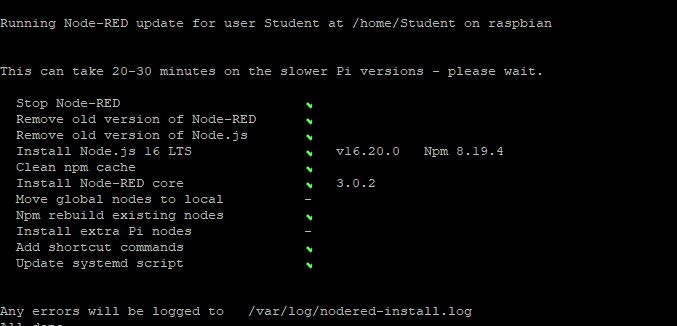 Running Node-RED update for user Student at /home/Student on raspbian
This can take 20-30 minutes on the slower Pi versions - please wait.
Stop Node-RED ✔
Remove old version of Node-RED ✔
Remove old version of Node.js ✔
Install Node.js 16 LTS ✔ v16.20.0 Npm 8.19.4
Clean npm cache ✔
Install Node-RED core ✔ 3.0.2
Move global nodes to local -
Npm rebuild existing nodes ✔
Install extra Pi nodes -
Add shortcut commands ✔
Update systemd script ✔
Any errors will be logged to /var/log/nodered-install.log
All done